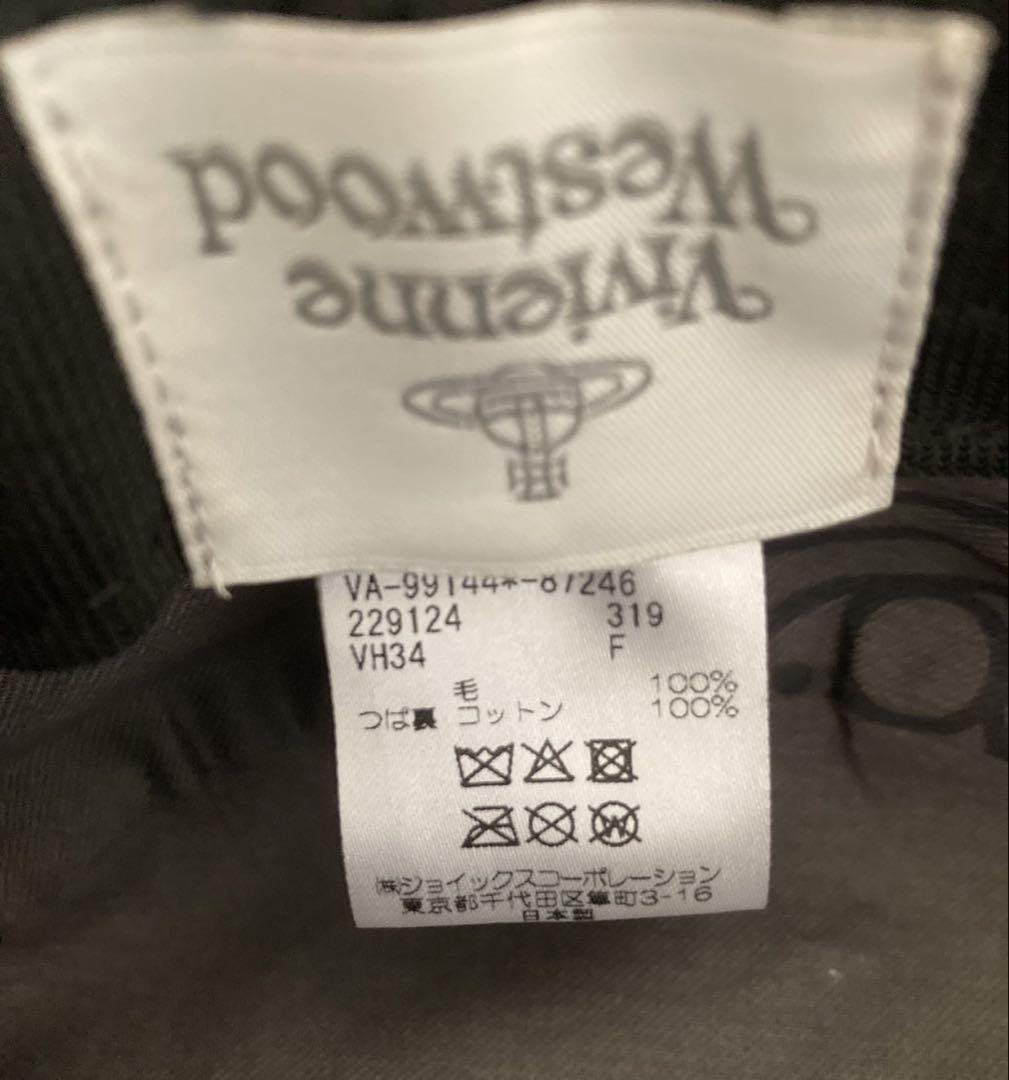 Vivienne
Westwood
VA-99144*-87246
229124 319
VH34 F
毛 100%
つば裏 コットン 100%
W
㈱ジョイックスコーポレーション
東京都千代田区隼町3-16
日本製